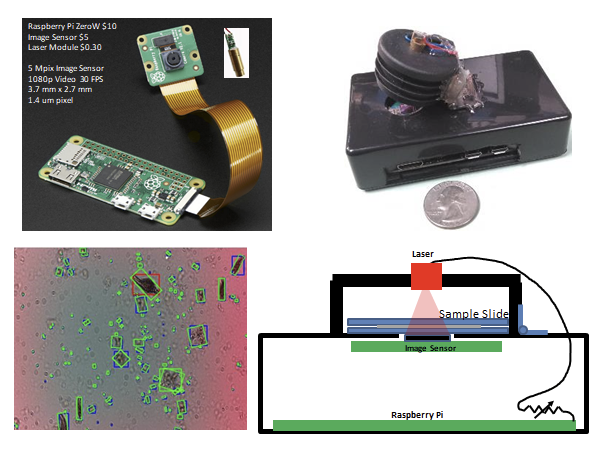 Raspberry Pi ZeroW $10
Image Sensor $5
Laser Module $0.30
5 Mpix Image Sensor
1080p Video 30 FPS
3.7 mm x 2.7 mm
1.4 um pixel
Laser
Sample Slide
Image Sensor
Raspberry Pi